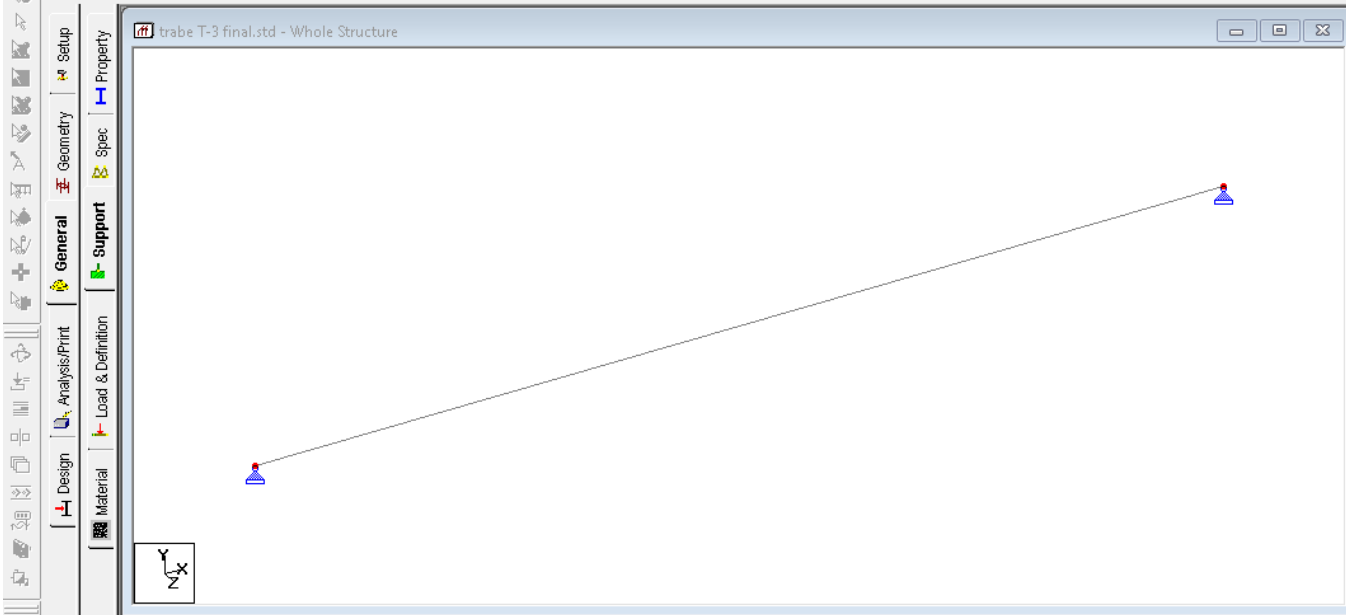 trabe T-3 final.std - Whole Structure
Setup
Geometry
General
Analysis/Print
Design
Property
Spec
Support
Load & Definition
Material
Y
X
Z